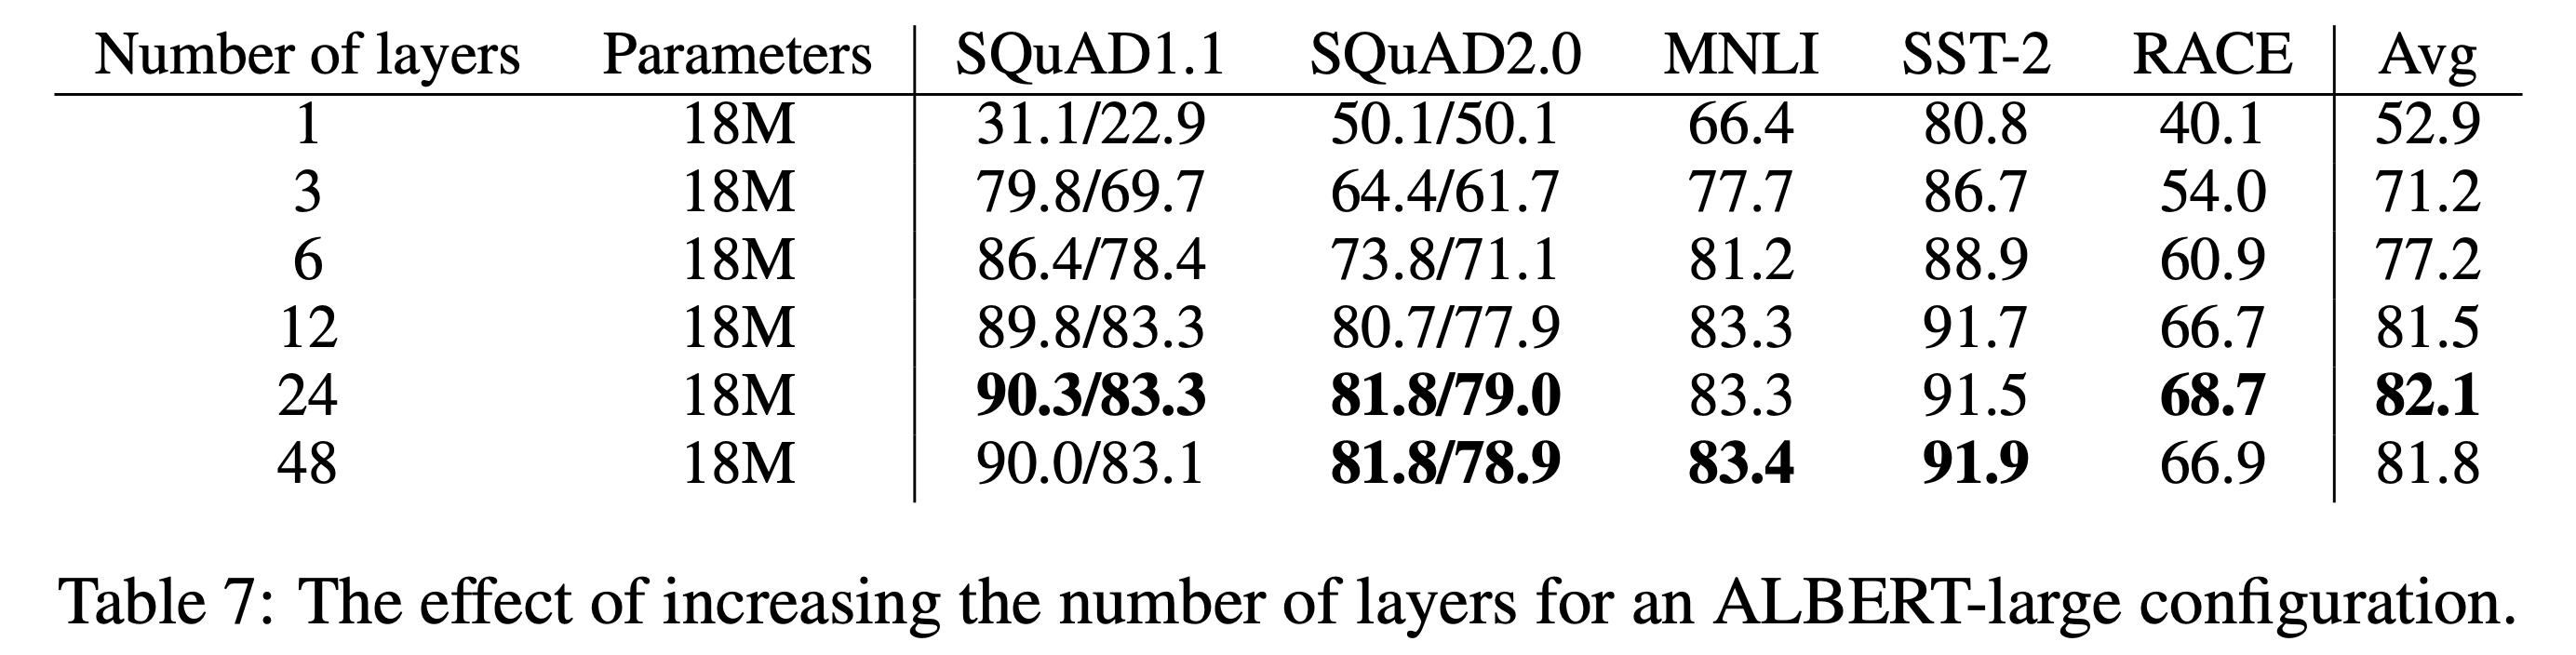 Number of layers Parameters SQuAD1.1 SQuAD2.0 MNLI SST-2 RACE Avg
1 18M 31.1/22.9 50.1/50.1 66.4 80.8 40.1 52.9
3 18M 79.8/69.7 64.4/61.7 77.7 86.7 54.0 71.2
6 18M 86.4/78.4 73.8/71.1 81.2 88.9 60.9 77.2
12 18M 89.8/83.3 80.7/77.9 83.3 91.7 66.7 81.5
24 18M 90.3/83.3 81.8/79.0 83.3 91.5 68.7 82.1
48 18M 90.0/83.1 81.8/78.9 83.4 91.9 66.9 81.8
Table 7: The effect of increasing the number of layers for an ALBERT-large configuration.